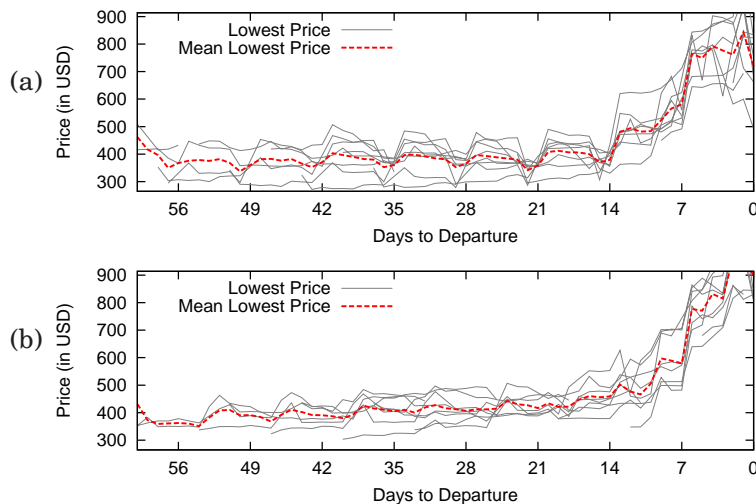 (a)
Price (in USD)
900
800
700
600
500
400
300
Lowest Price
Mean Lowest Price
56 49 42 35 28 21 14 7 0
Days to Departure
(b)
Price (in USD)
900
800
700
600
500
400
300
Lowest Price
Mean Lowest Price
56 49 42 35 28 21 14 7 0
Days to Departure